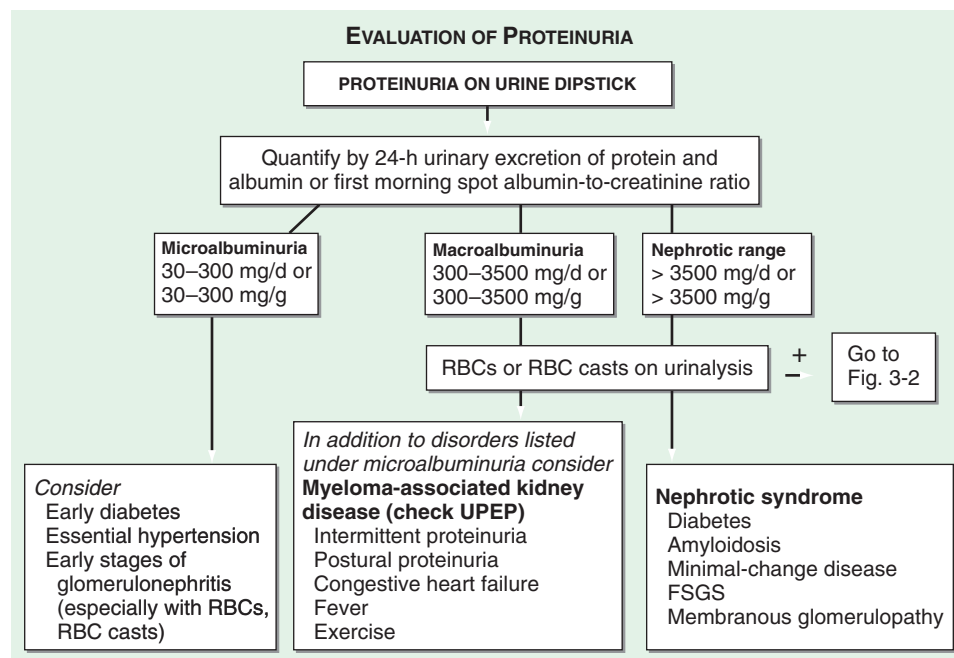 EVALUATION OF PROTEINURIA
PROTEINURIA ON URINE DIPSTICK
Quantify by 24-h urinary excretion of protein and
albumin or first morning spot albumin-to-creatinine ratio
Microalbuminuria
30–300 mg/d or
30–300 mg/g
Macroalbuminuria
300–3500 mg/d or
300–3500 mg/g
Nephrotic range
> 3500 mg/d or
> 3500 mg/g
RBCs or RBC casts on urinalysis
+
Go to
Fig. 3-2
Consider
Early diabetes
Essential hypertension
Early stages of
glomerulonephritis
(especially with RBCs,
RBC casts)
In addition to disorders listed
under microalbuminuria consider
Myeloma-associated kidney
disease (check UPEP)
Intermittent proteinuria
Postural proteinuria
Congestive heart failure
Fever
Exercise
Nephrotic syndrome
Diabetes
Amyloidosis
Minimal-change disease
FSGS
Membranous glomerulopathy